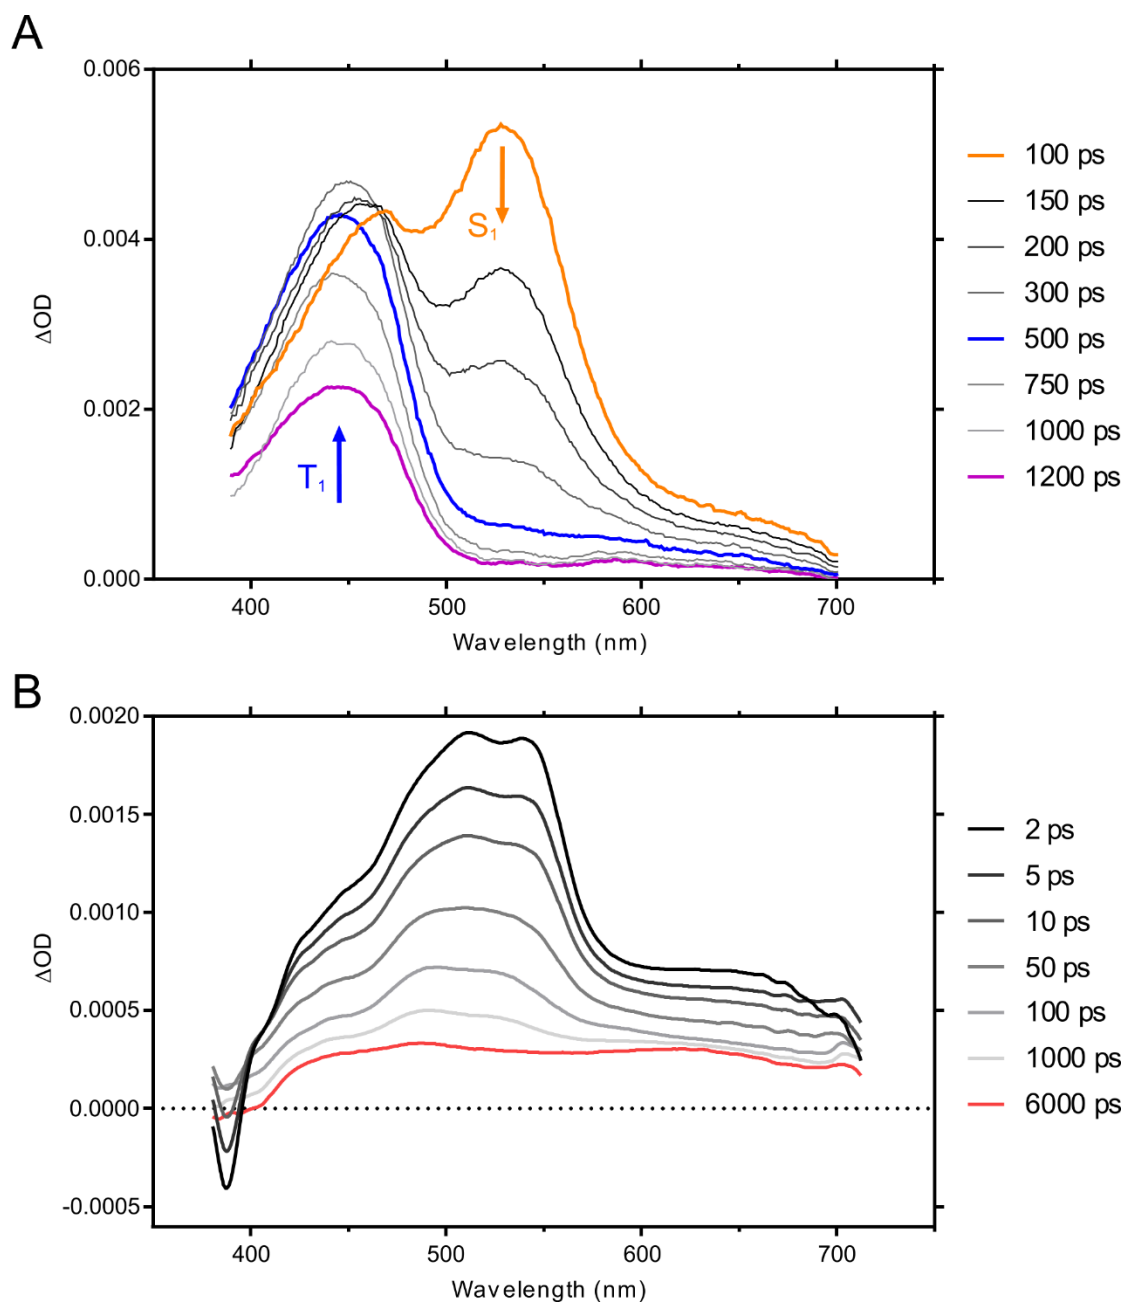 A
0.006
0.004
0.002
0.000
ΔOD
S₁
T₁
400
500
600
700
Wavelength (nm)
100 ps
150 ps
200 ps
300 ps
500 ps
750 ps
1000 ps
1200 ps
B
0.0020
0.0015
0.0010
0.0005
0.0000
-0.0005
ΔOD
400
500
600
700
Wavelength (nm)
2 ps
5 ps
10 ps
50 ps
100 ps
1000 ps
6000 ps